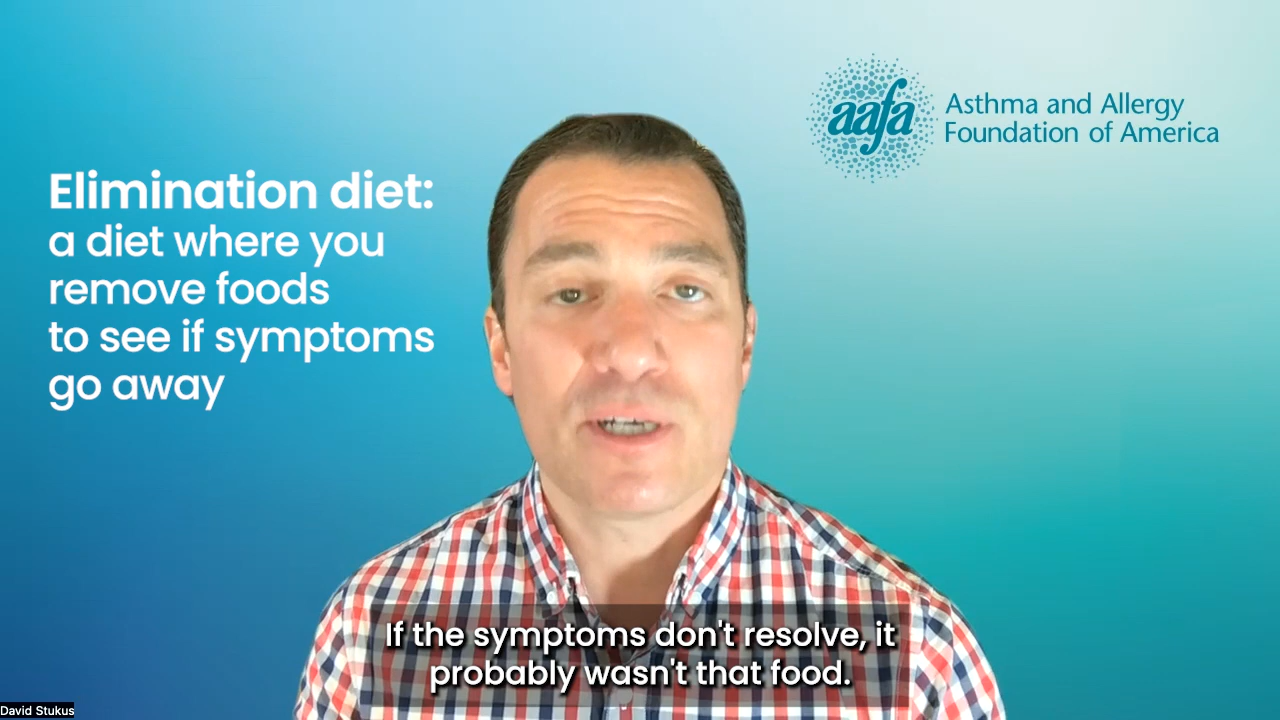 aafa
Asthma and Allergy
Foundation of America
Elimination diet:
a diet where you
remove foods
to see if symptoms
go away
If the symptoms don't resolve, it
probably wasn't that food.
David Stukus